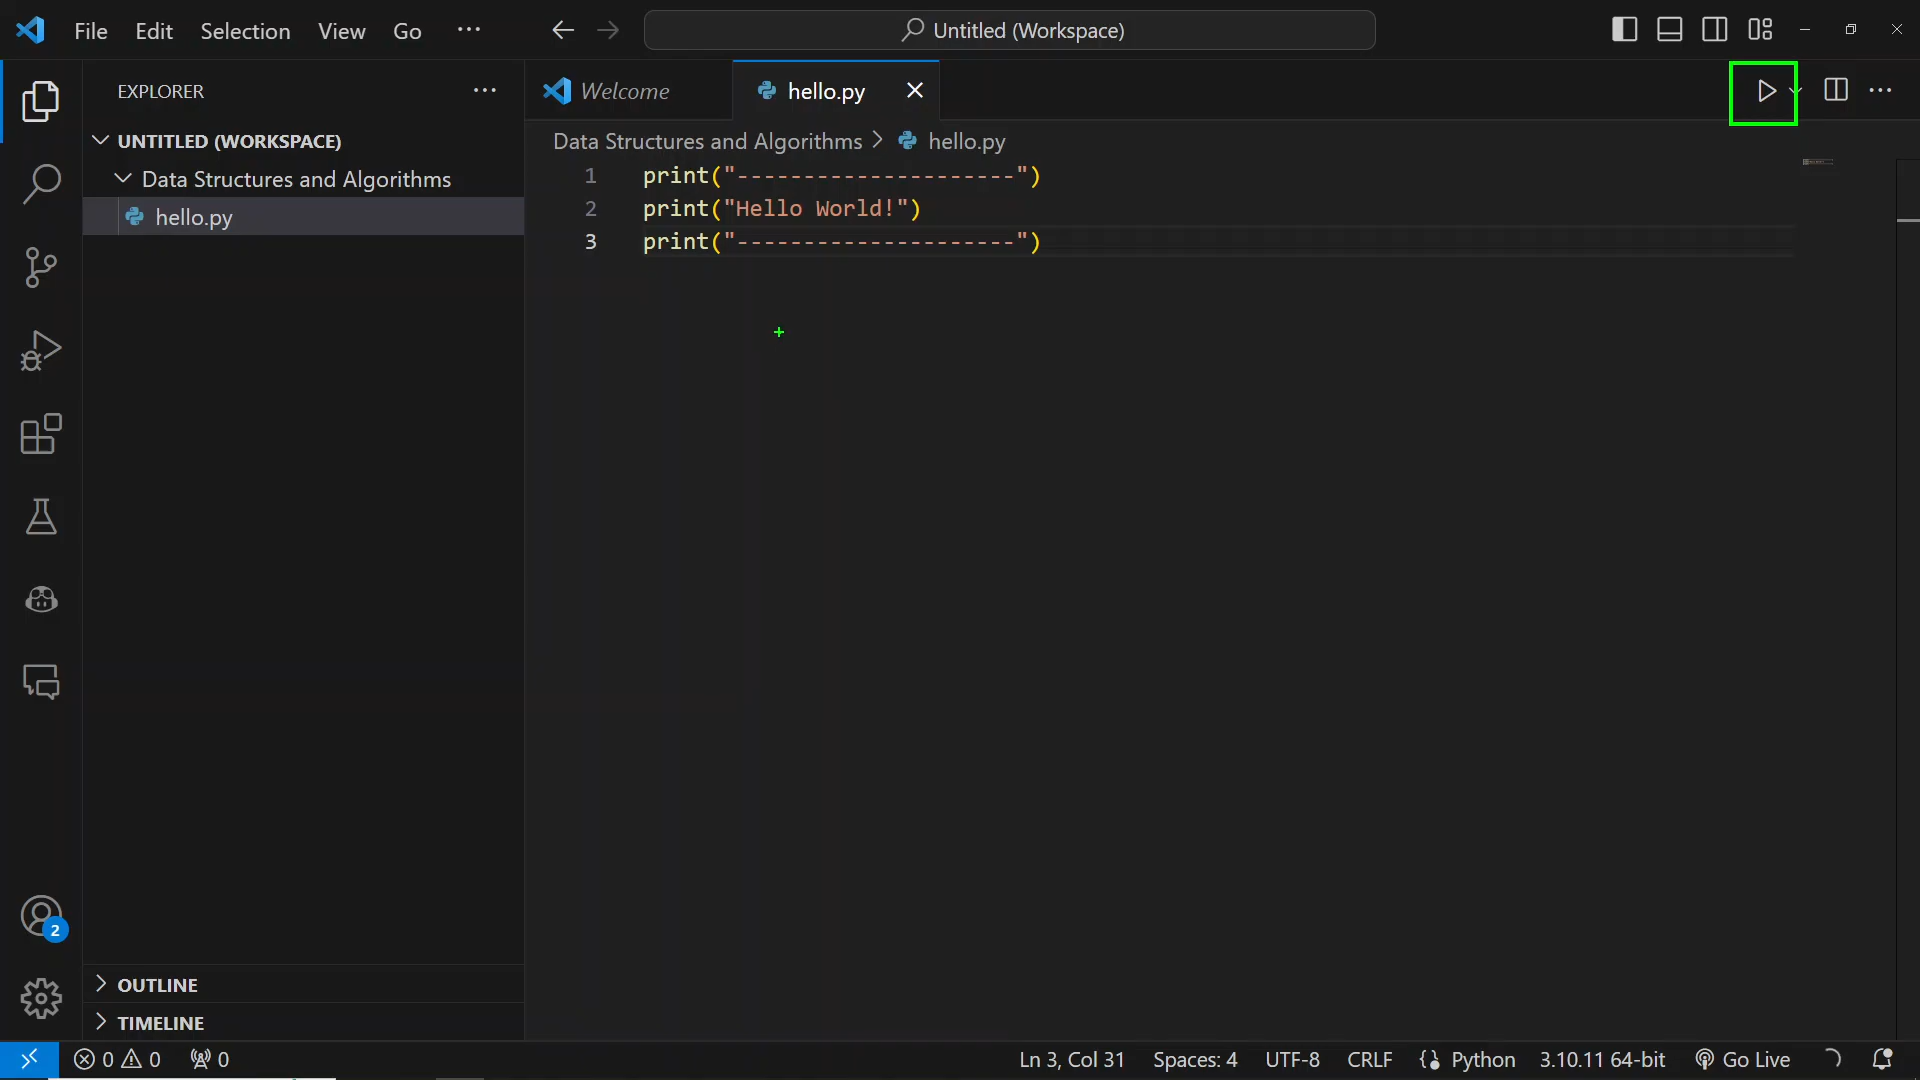 File Edit Selection View Go ··· Untitled (Workspace)
EXPLORER ···
Welcome hello.py
UNTITLED (WORKSPACE)
Data Structures and Algorithms
hello.py
Data Structures and Algorithms > hello.py
1 print("---------------------")
2 print("Hello World!")
3 print("---------------------")
2
OUTLINE
TIMELINE
0 0 0 Ln 3, Col 31 Spaces: 4 UTF-8 CRLF {} Python 3.10.11 64-bit Go Live